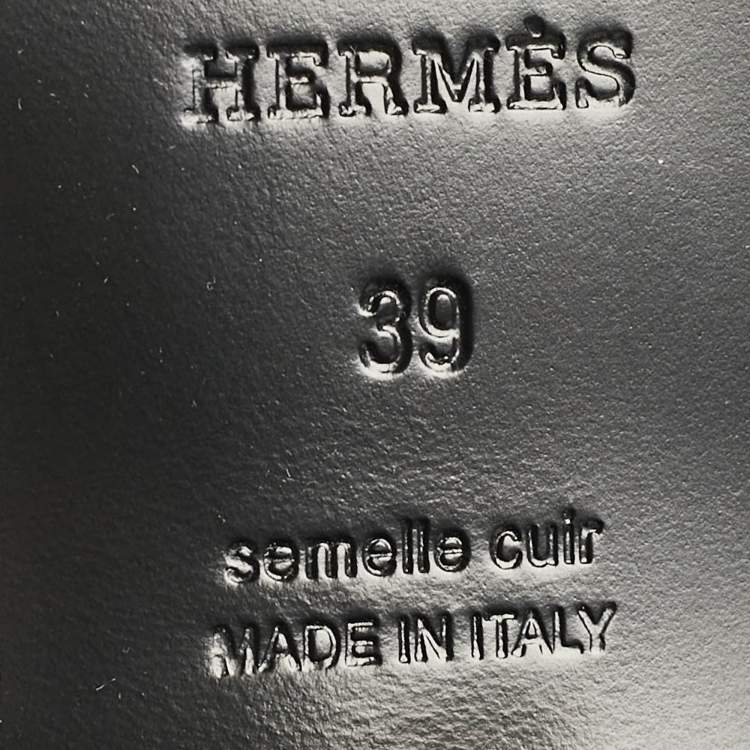 HERMÈS
39
semelle cuir
MADE IN ITALY